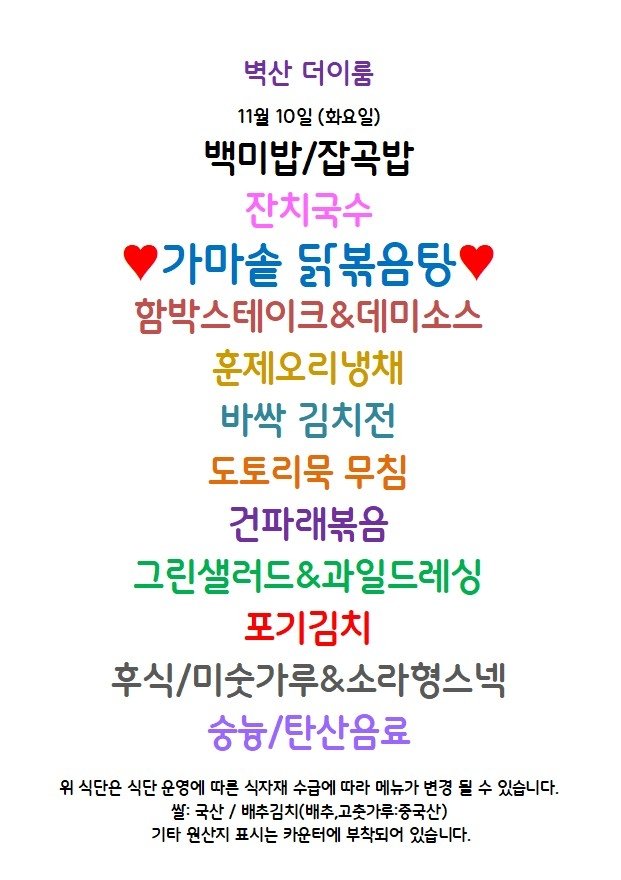 벽산 더이룸
11월 10일 (화요일)
백미밥/잡곡밥
잔치국수
♥가마솥 닭볶음탕♥
함박스테이크&데미소스
훈제오리냉채
바싹 김치전
도토리묵 무침
건파래볶음
그린샐러드&과일드레싱
포기김치
후식/미숫가루&소라형스넥
숭늉/탄산음료
위 식단은 식단 운영에 따른 식자재 수급에 따라 메뉴가 변경 될 수 있습니다.
쌀: 국산 / 배추김치(배추,고춧가루:중국산)
기타 원산지 표시는 카운터에 부착되어 있습니다.